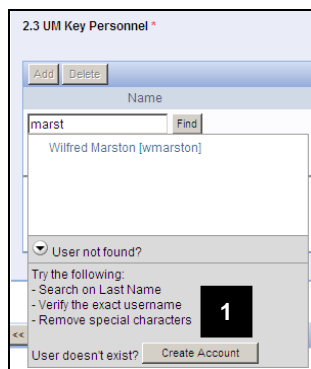 2.3 UM Key Personnel *
Add Delete
Name
marst Find
Wilfred Marston [wmarston]
User not found?
Try the following:
- Search on Last Name
- Verify the exact username
- Remove special characters
1
<<
User doesn't exist? Create Account